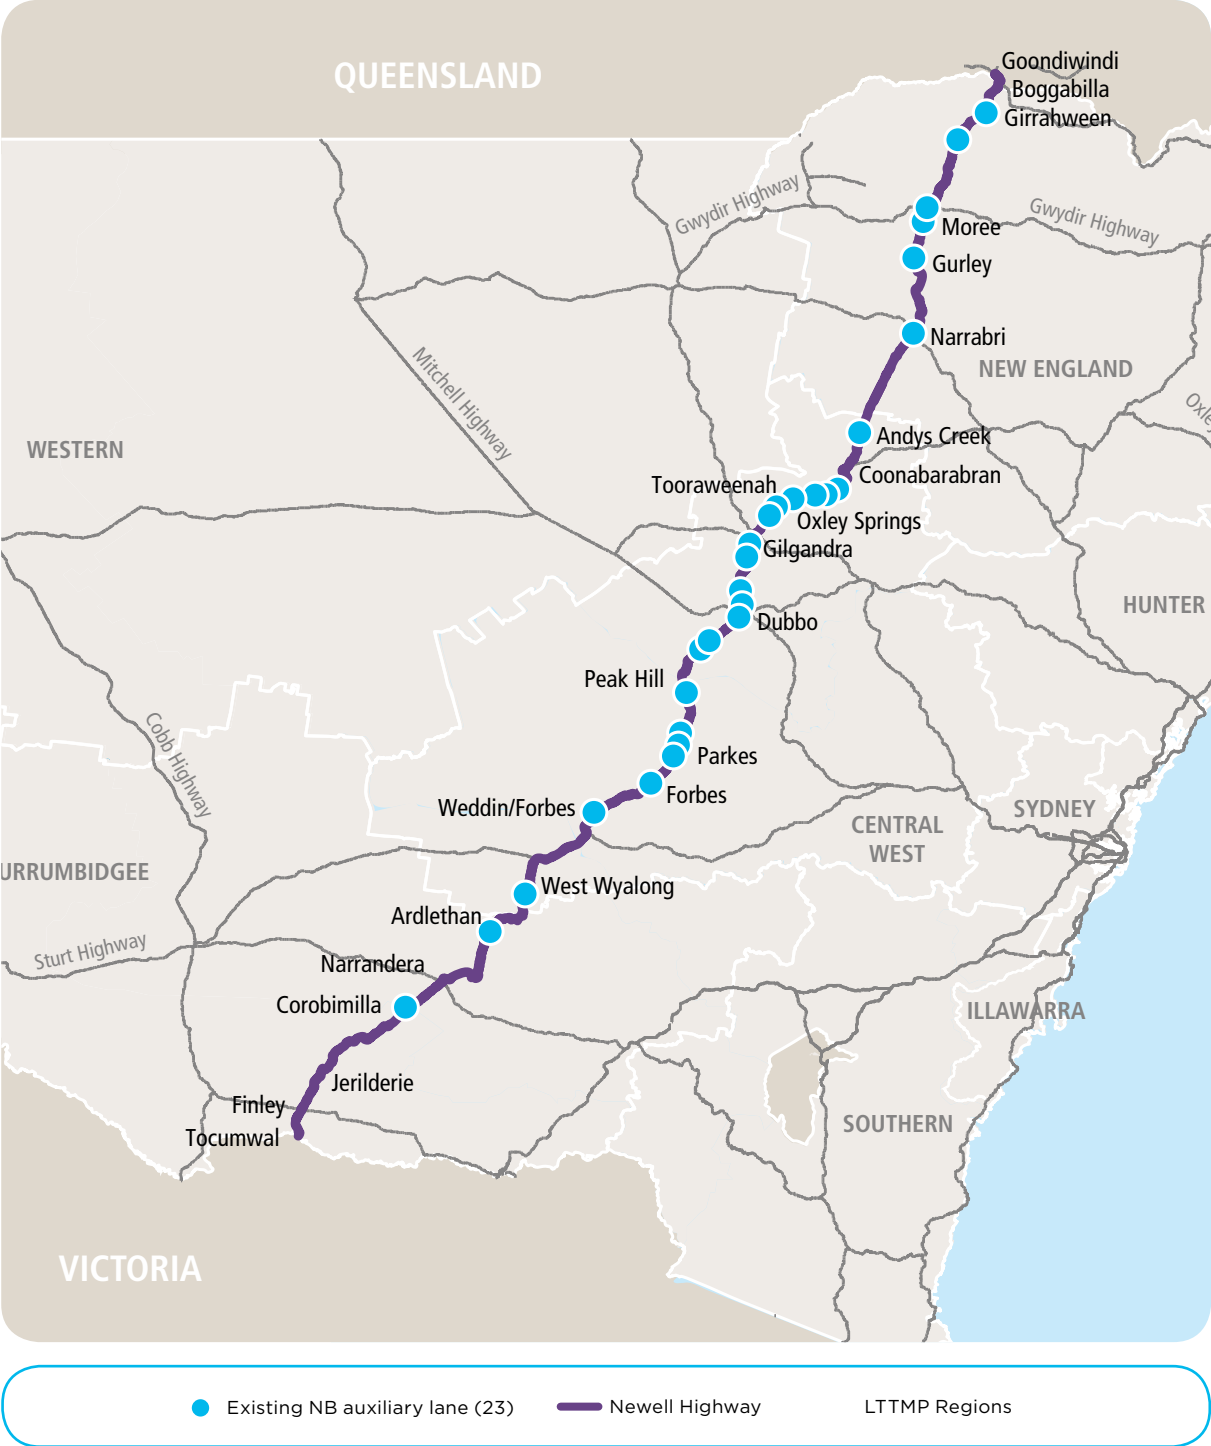 QUEENSLAND
Goondiwindi
Boggabilla
Girrahween
Gwydir Highway
Gwydir Highway
Moree
Gurley
Narrabri
NEW ENGLAND
Mitchell Highway
Oxley
WESTERN
Andys Creek
Coonabarabran
Tooraweenah
Oxley Springs
Gilgandra
HUNTER
Dubbo
Peak Hill
Cobb Highway
Parkes
Forbes
Weddin/Forbes
SYDNEY
CENTRAL
WEST
URRUMBIDGEE
West Wyalong
Ardlethan
Sturt Highway
Narrandera
Corobimilla
ILLAWARRA
Jerilderie
Finley
SOUTHERN
Tocumwal
VICTORIA
Existing NB auxiliary lane (23)
Newell Highway
LTTMP Regions